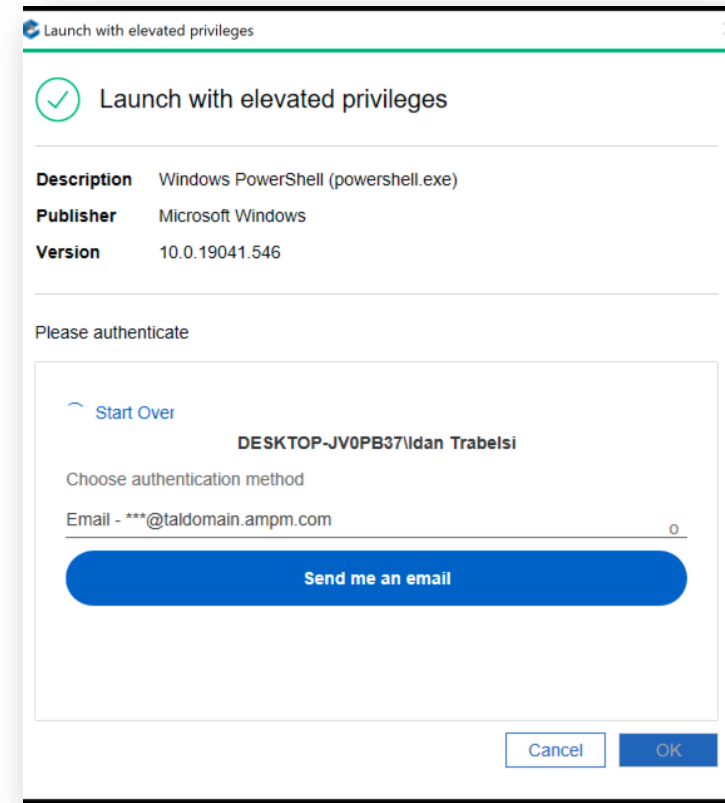 Launch with elevated privileges
Launch with elevated privileges
Description Windows PowerShell (powershell.exe)
Publisher Microsoft Windows
Version 10.0.19041.546
Please authenticate
Start Over
DESKTOP-JV0PB37\Idan Trabelsi
Choose authentication method
Email - ***@taldomain.ampm.com
o
Send me an email
Cancel OK